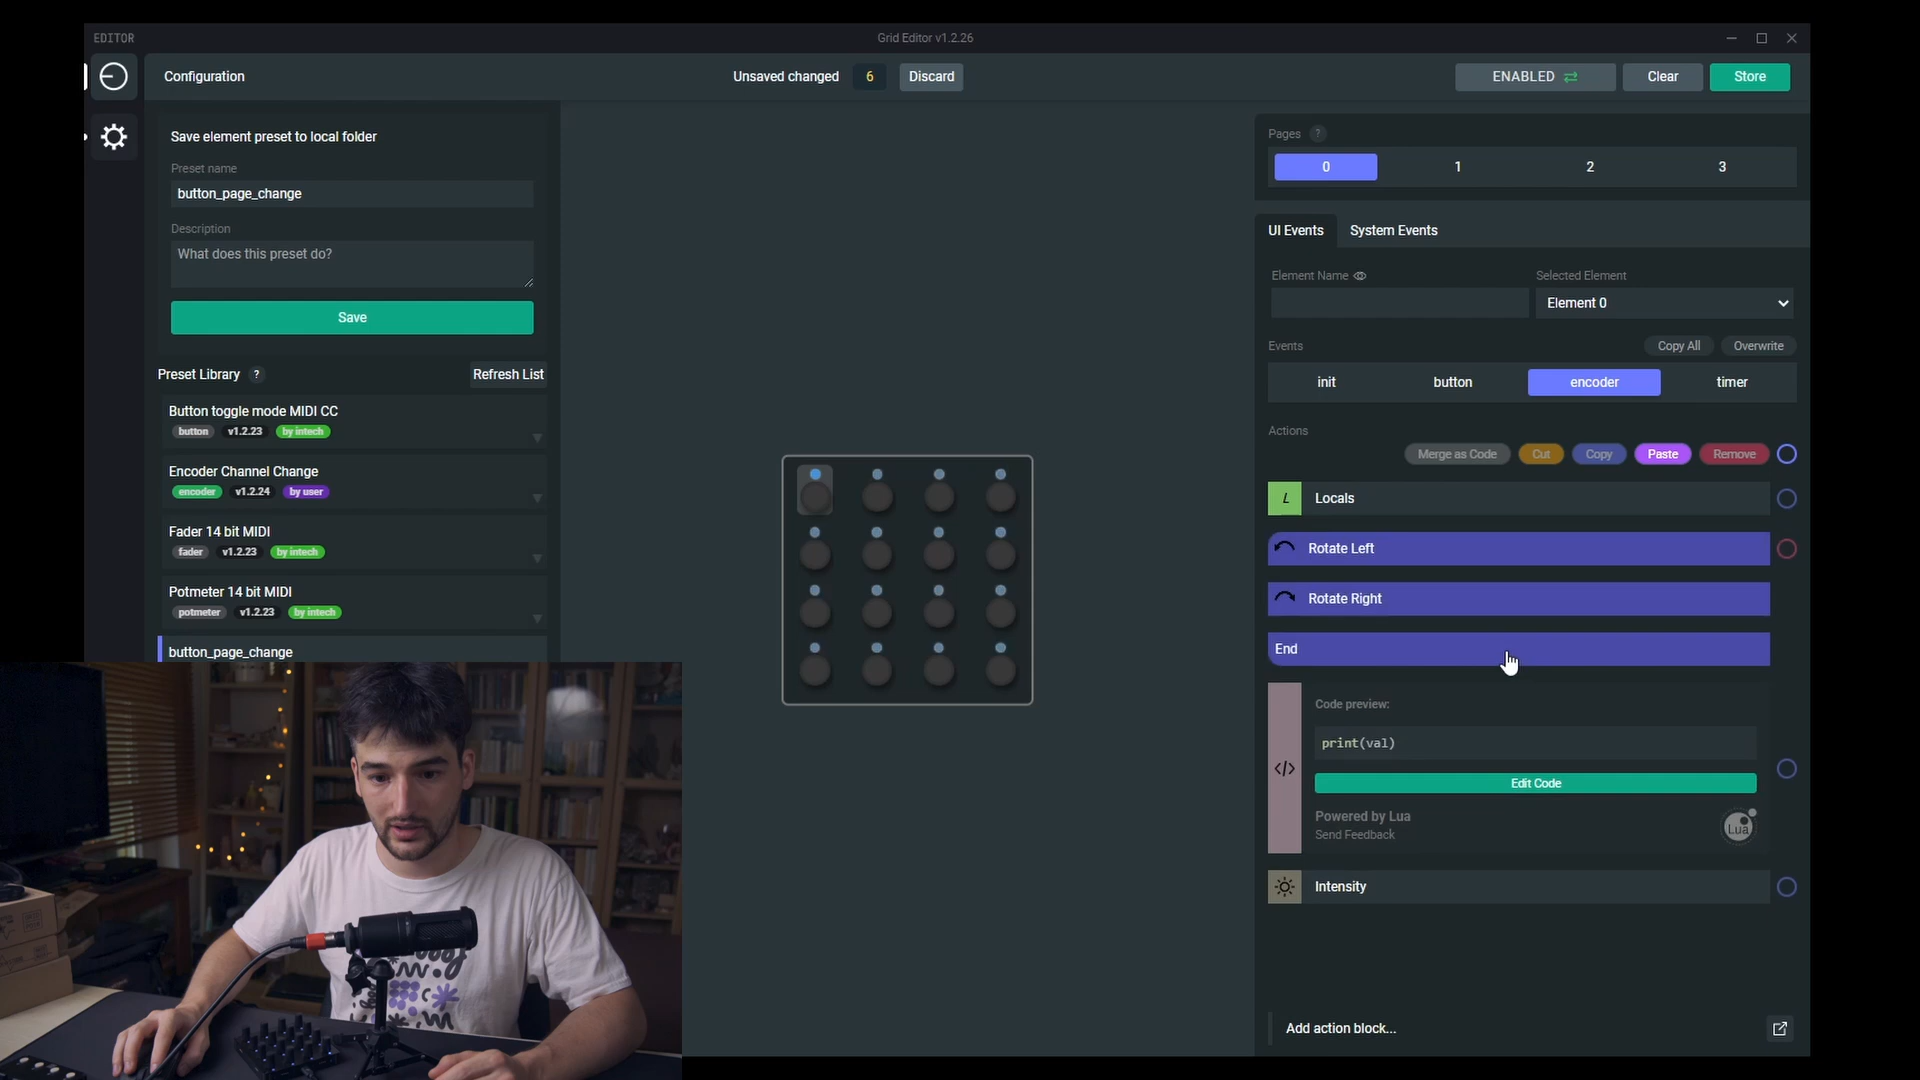 EDITOR
Grid Editor v1.2.26
Configuration
Unsaved changed 6 Discard
ENABLED Clear Store
Save element preset to local folder
Preset name
button_page_change
Description
What does this preset do?
Save
Preset Library ? Refresh List
Button toggle mode MIDI CC
button v1.2.23 by intech
Encoder Channel Change
encoder v1.2.24 by user
Fader 14 bit MIDI
fader v1.2.23 by intech
Potmeter 14 bit MIDI
potmeter v1.2.23 by intech
button_page_change
Pages ?
0 1 2 3
UI Events System Events
Element Name Selected Element
Element 0
Events Copy All Overwrite
init button encoder timer
Actions
Merge as Code Cut Copy Paste Remove
L Locals
Rotate Left
Rotate Right
End
Code preview:
print(val)
</> Edit Code
Powered by Lua
Send Feedback
Lua
Intensity
Add action block...